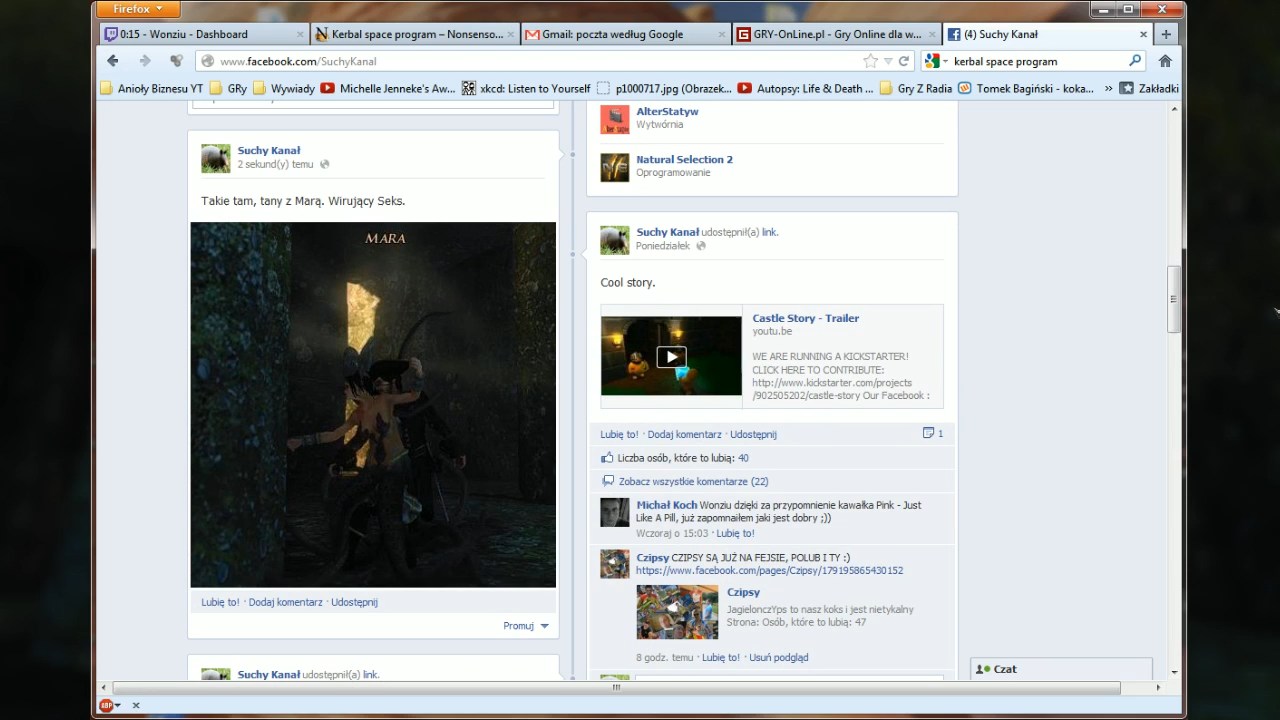 Firefox
0:15 - Wonziu - Dashboard
Kerbal space program – Nonsenso...
Gmail: poczta według Google
GRY-OnLine.pl - Gry Online dla w...
(4) Suchy Kanał
www.facebook.com/SuchyKanal
kerbal space program
Anioły Biznesu YT
GRy
Wywiady
Michelle Jenneke's Aw...
xkcd: Listen to Yourself
p1000717.jpg (Obrazek...
Autopsy: Life & Death ...
Gry Z Radia
Tomek Bagiński - koka...
»
Zakładki
Suchy Kanał
2 sekund(y) temu
Takie tam, tany z Marą. Wirujący Seks.
MARA
Lubię to! · Dodaj komentarz · Udostępnij
Promuj
Suchy Kanał udostępnił(a) link.
AlterStatyw
Wytwórnia
Natural Selection 2
Oprogramowanie
Suchy Kanał udostępnił(a) link.
Poniedziałek
Cool story.
Castle Story - Trailer
youtu.be
WE ARE RUNNING A KICKSTARTER!
CLICK HERE TO CONTRIBUTE:
http://www.kickstarter.com/projects
/902505202/castle-story Our Facebook :
Lubię to! · Dodaj komentarz · Udostępnij
1
Liczba osób, które to lubią: 40
Zobacz wszystkie komentarze (22)
Michał Koch Wonziu dzięki za przypomnienie kawałka Pink - Just
Like A Pill, już zapomnaiłem jaki jest dobry ;))
Wczoraj o 15:03 · Lubię to!
Czipsy CZIPSY SĄ JUŻ NA FEJSIE, POLUB I TY :)
https://www.facebook.com/pages/Czipsy/179195865430152
Czipsy
JagielonczYps to nasz koks i jest nietykalny
Strona: Osób, które to lubią: 47
8 godz. temu · Lubię to! · Usuń podgląd
Czat
ABP